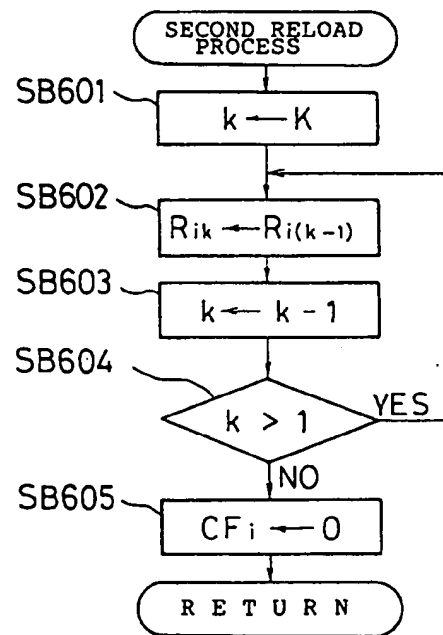 SECOND RELOAD
PROCESS
SB601
k ← K
SB602
Rik ← Ri(k-1)
SB603
k ← k - 1
SB604
k > 1
YES
NO
SB605
CFi ← 0
RETURN